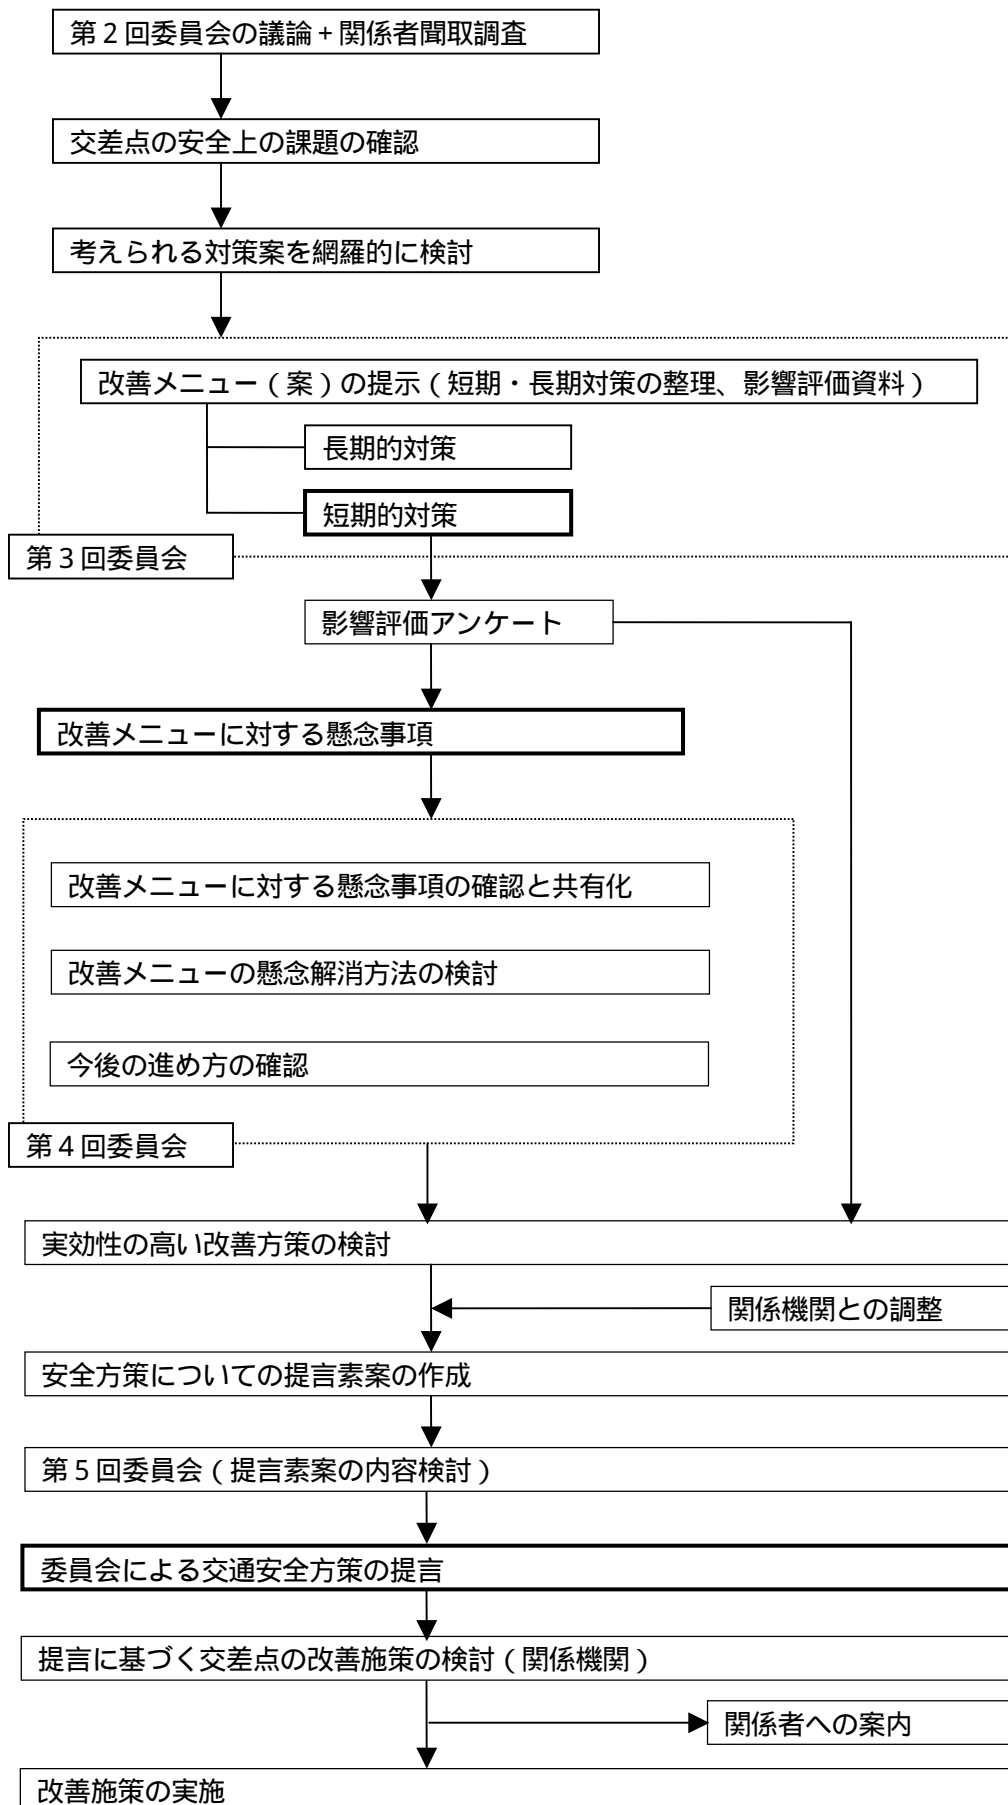 第２回委員会の議論＋関係者聞取調査
交差点の安全上の課題の確認
考えられる対策案を網羅的に検討
改善メニュー（案）の提示（短期・長期対策の整理、影響評価資料）
長期的対策
短期的対策
第３回委員会
影響評価アンケート
改善メニューに対する懸念事項
改善メニューに対する懸念事項の確認と共有化
改善メニューの懸念解消方法の検討
今後の進め方の確認
第４回委員会
実効性の高い改善方策の検討
関係機関との調整
安全方策についての提言素案の作成
第５回委員会（提言素案の内容検討）
委員会による交通安全方策の提言
提言に基づく交差点の改善施策の検討（関係機関）
関係者への案内
改善施策の実施